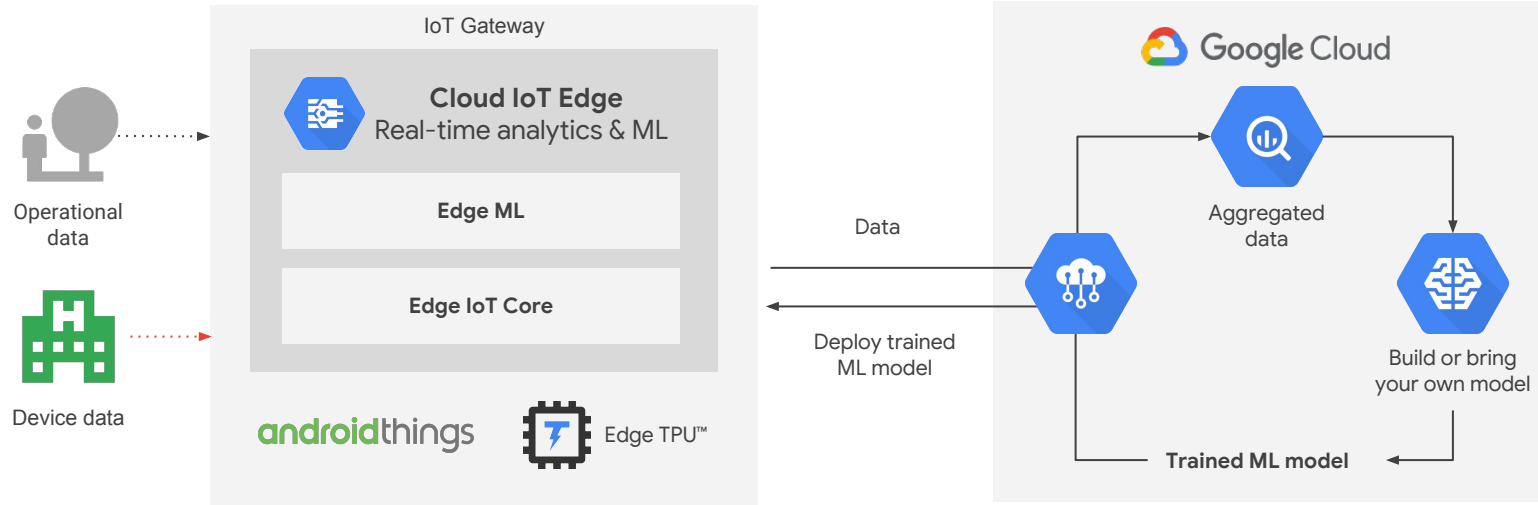 IoT Gateway
Cloud IoT Edge
Real-time analytics & ML
Edge ML
Edge IoT Core
androidthings
T
Edge TPU™
Operational
data
H
Device data
Data
Deploy trained
ML model
Google Cloud
Aggregated
data
Build or bring
your own model
Trained ML model